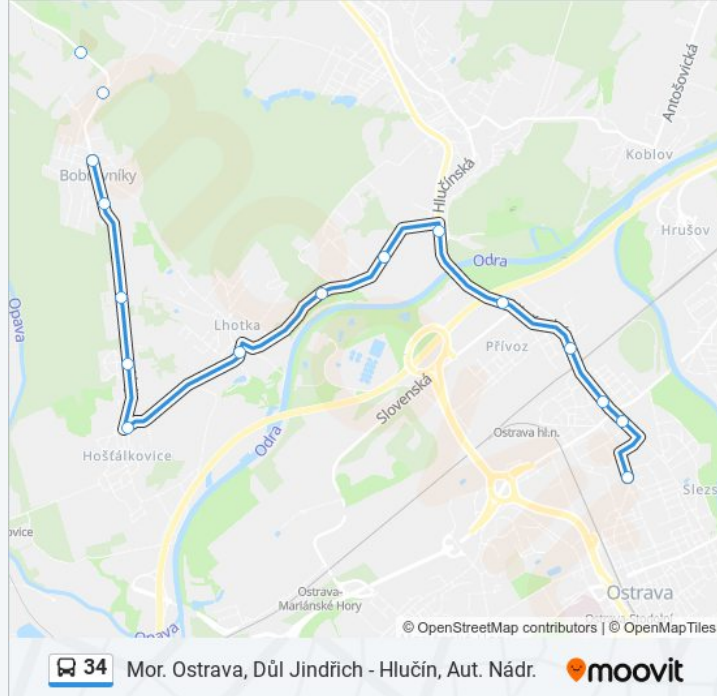 Antošovická
Koblov
Hlučínská
Bobrovníky
Hrušov
Odra
Opava
Lhotka
Přívoz
Slovenská
Ostrava hl.n.
Odra
Hošťálkovice
Slezs
ovice
Ostrava-
Mariánské Hory
Ostrava
Opava
© OpenStreetMap contributors | © OpenMapTiles
34 Mor. Ostrava, Důl Jindřich - Hlučín, Aut. Nádr. moovit